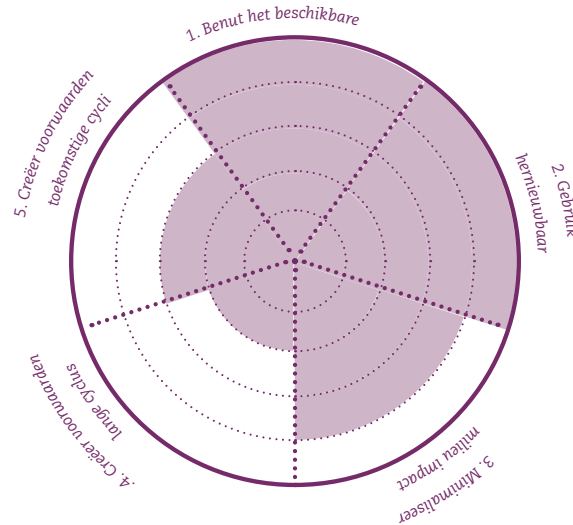 1. Benut het beschikbare
2. Gebruik
hernieuwbaar
3. Minimaliseer
milieu impact
4. Creëer voorwaarden
lange cyclus
5. Creëer voorwaarden
toekomstige cycli